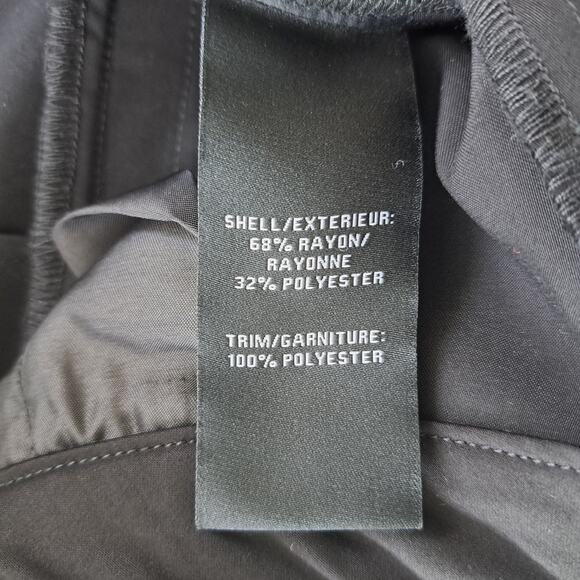 SHELL/EXTERIEUR:
68% RAYON/
RAYONNE
32% POLYESTER
TRIM/GARNITURE:
100% POLYESTER